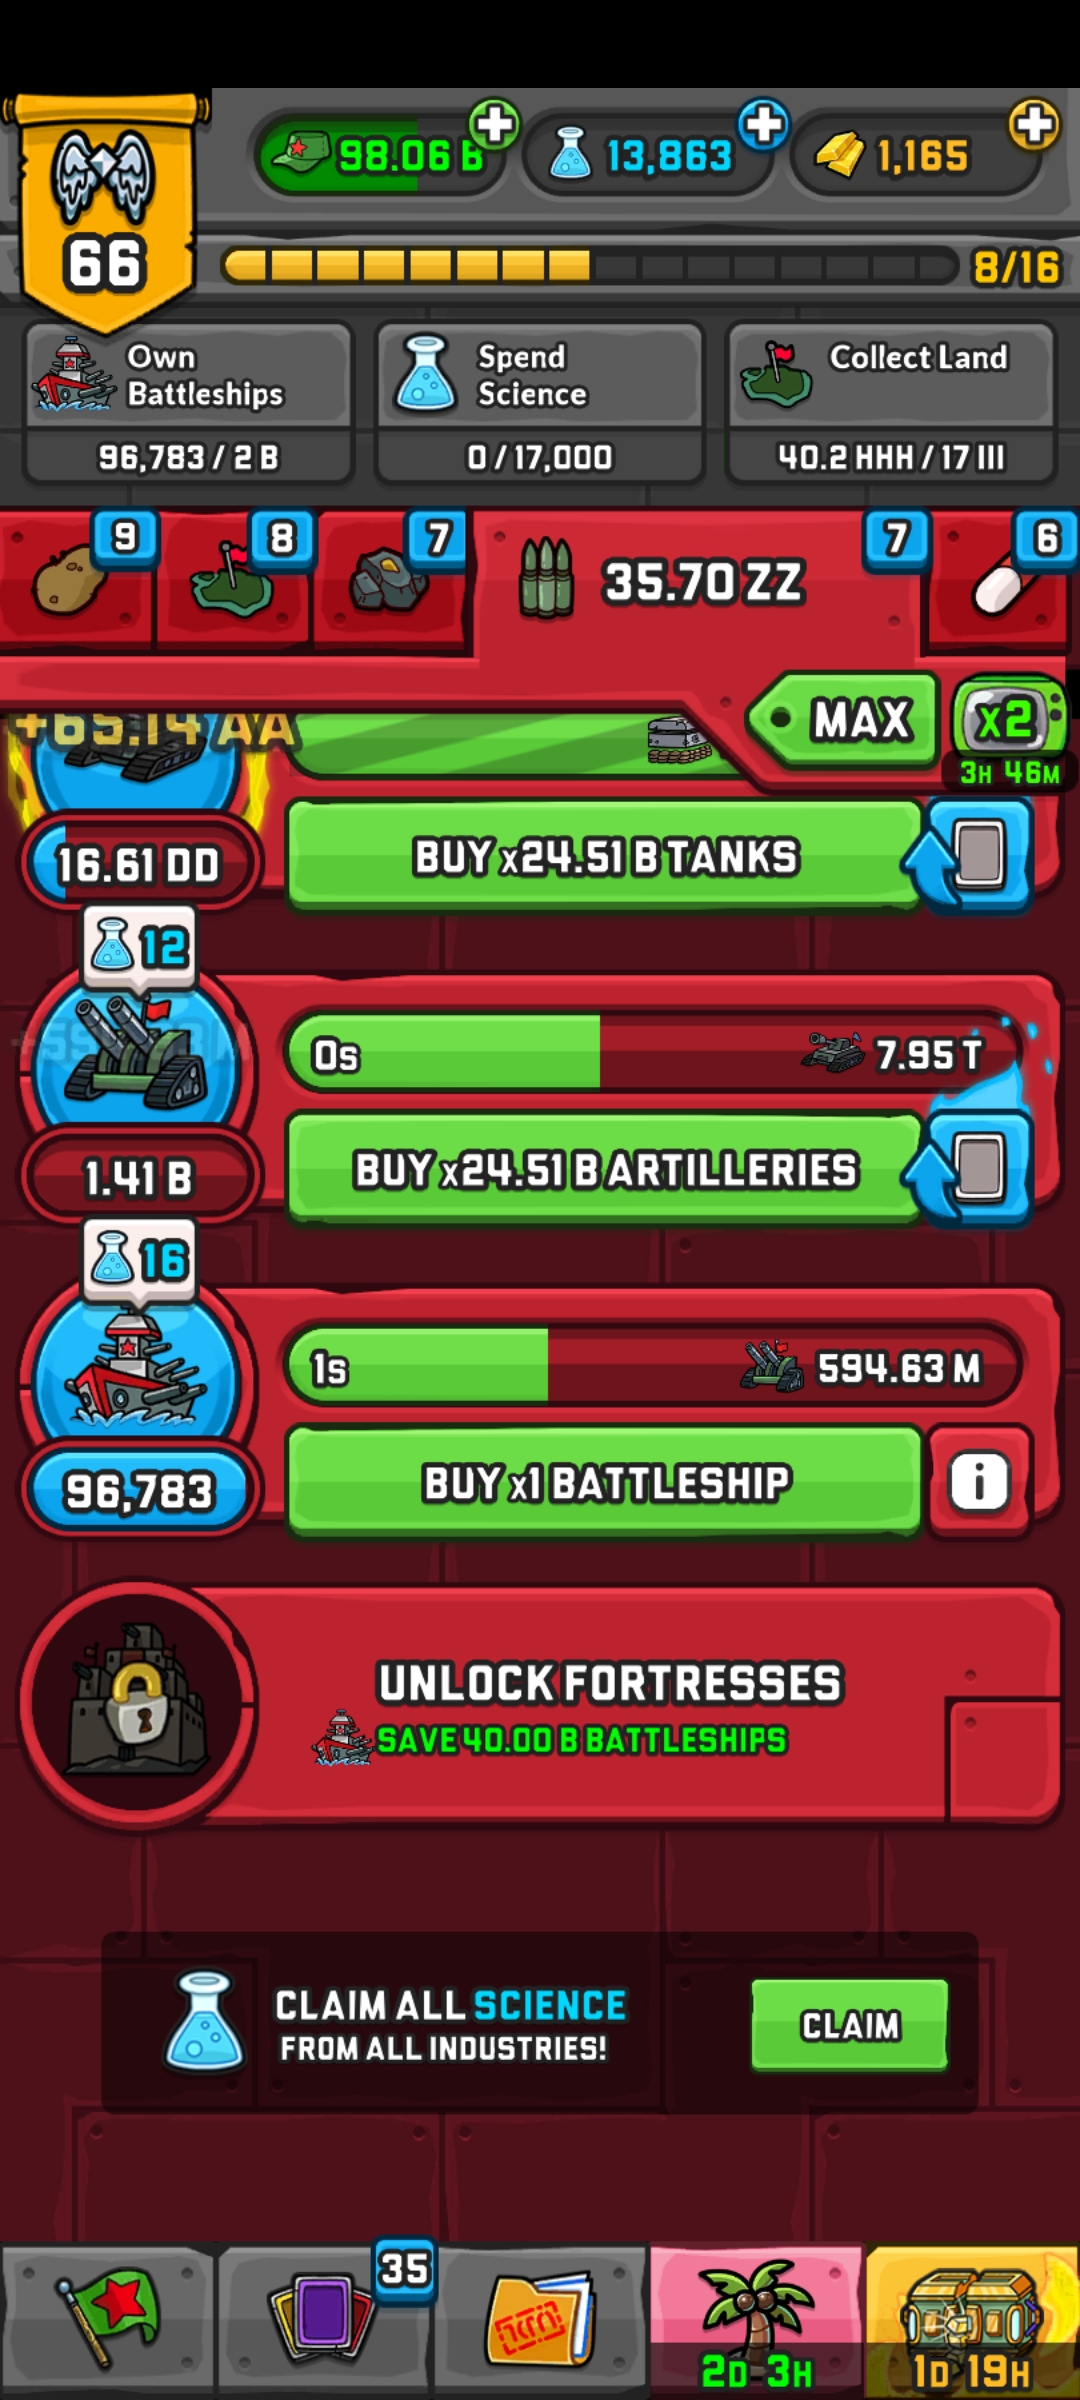 66
98.06 B
13,863
1,165
8/16
Own
Battleships
96,783 / 2 B
Spend
Science
0 / 17,000
Collect Land
40.2 HHH / 17 III
9
8
7
35.70 ZZ
7
6
+65.14 AA
MAX
x2
3H 46M
16.61 DD
BUY x24.51 B TANKS
12
0s
7.95 T
1.41 B
BUY x24.51 B ARTILLERIES
16
1s
594.63 M
96,783
BUY x1 BATTLESHIP
i
UNLOCK FORTRESSES
SAVE 40.00 B BATTLESHIPS
CLAIM ALL SCIENCE
FROM ALL INDUSTRIES!
CLAIM
35
2D 3H
1D 19H